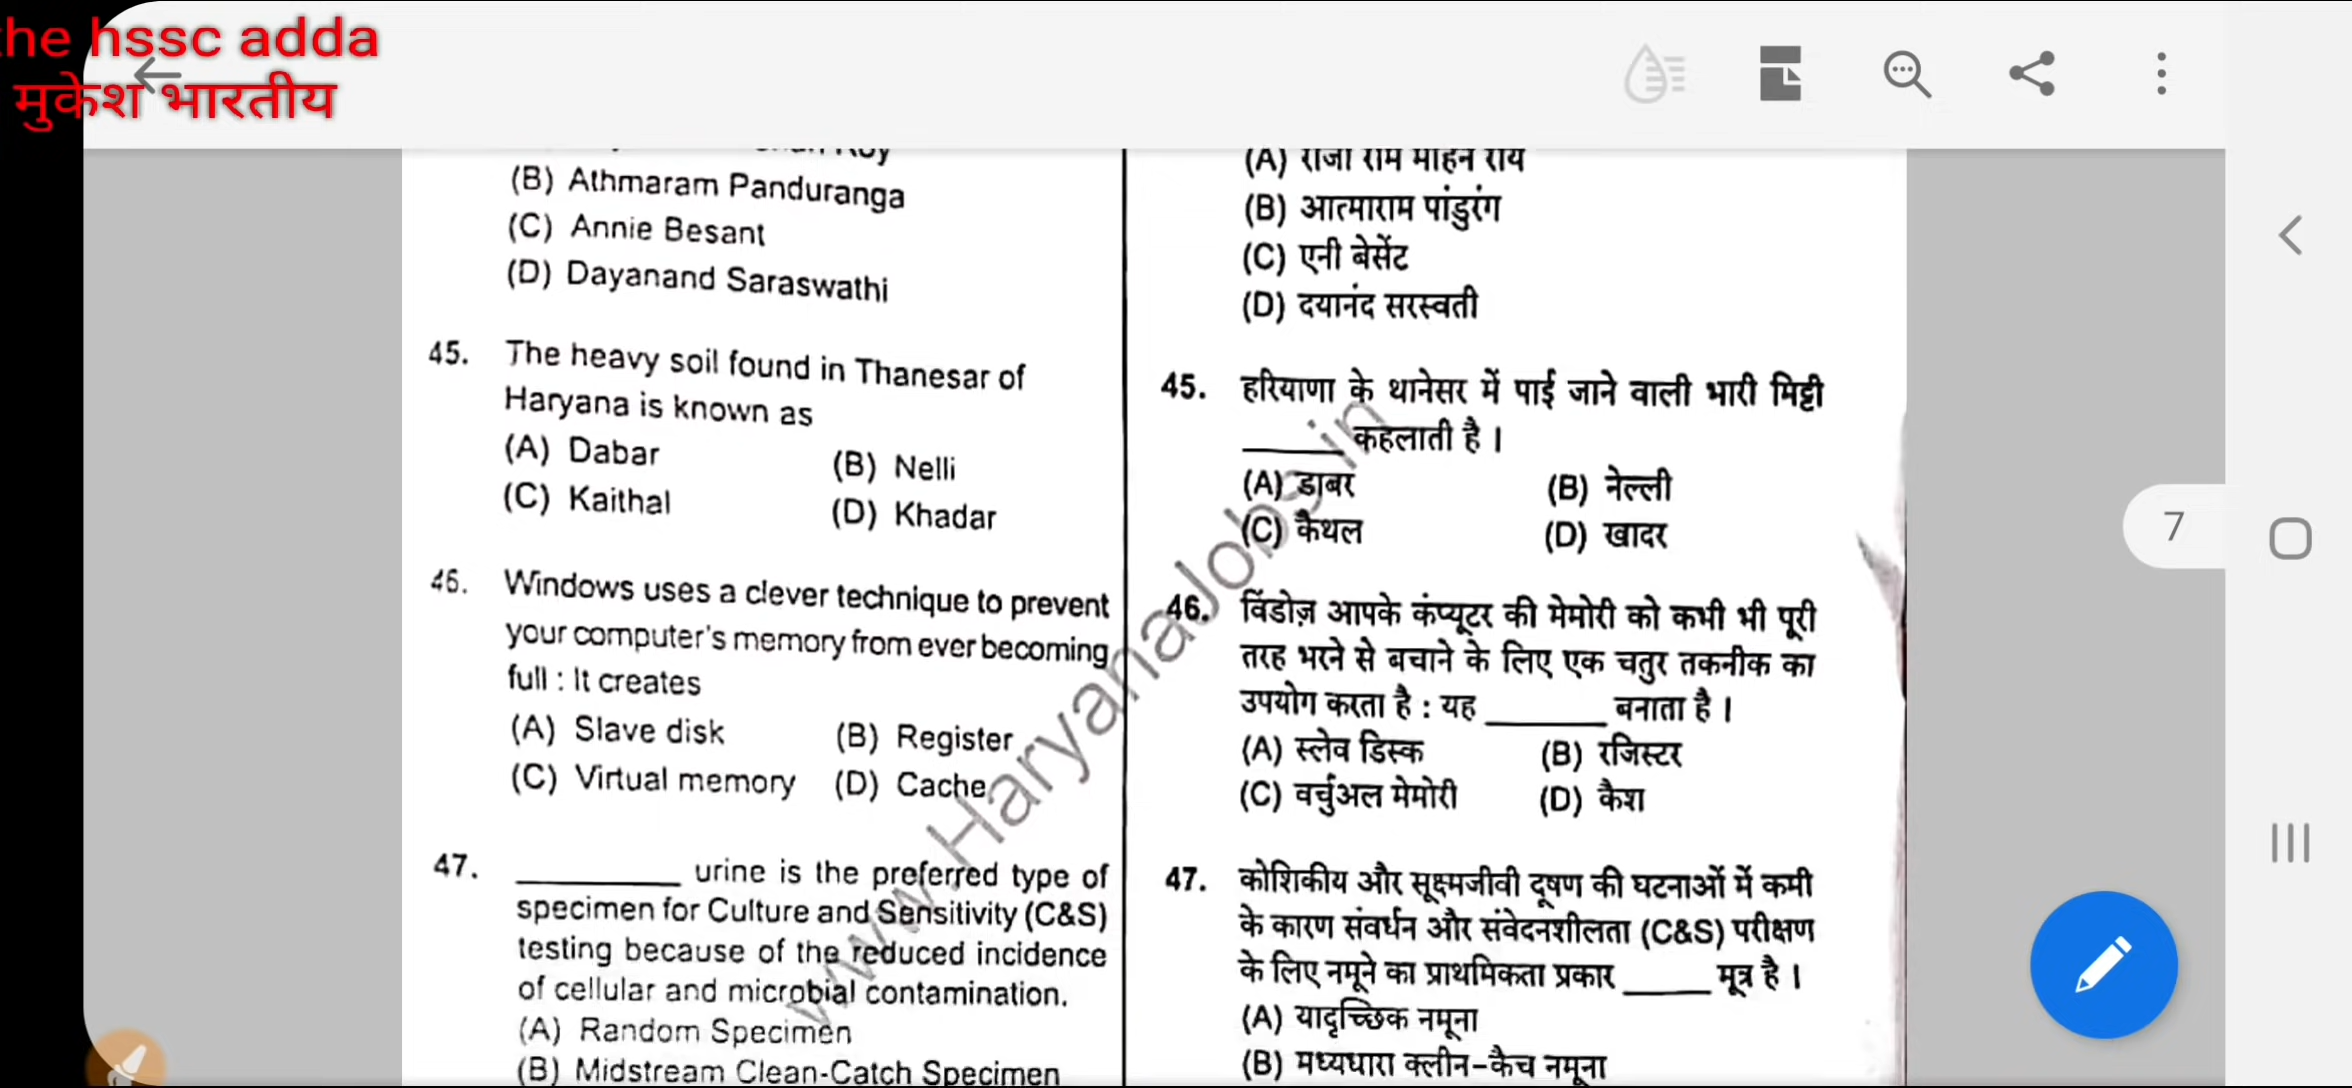 he hssc adda
मुकेश भारतीय
Roy
(B) Athmaram Panduranga
(C) Annie Besant
(D) Dayanand Saraswathi
45. The heavy soil found in Thanesar of
Haryana is known as
(A) Dabar (B) Nelli
(C) Kaithal (D) Khadar
46. Windows uses a clever technique to prevent
your computer's memory from ever becoming
full : It creates
(A) Slave disk (B) Register
(C) Virtual memory (D) Cache
47. ________ urine is the preferred type of
specimen for Culture and Sensitivity (C&S)
testing because of the reduced incidence
of cellular and microbial contamination.
(A) Random Specimen
(B) Midstream Clean-Catch Specimen
(A) राजा राम मोहन राय
(B) आत्माराम पांडुरंग
(C) एनी बेसेंट
(D) दयानंद सरस्वती
45. हरियाणा के थानेसर में पाई जाने वाली भारी मिट्टी
______ कहलाती है ।
(A) डाबर (B) नेल्ली
(C) कैथल (D) खादर
46. विंडोज़ आपके कंप्यूटर की मेमोरी को कभी भी पूरी
तरह भरने से बचाने के लिए एक चतुर तकनीक का
उपयोग करता है : यह ______ बनाता है ।
(A) स्लेव डिस्क (B) रजिस्टर
(C) वर्चुअल मेमोरी (D) कैश
47. कोशिकीय और सूक्ष्मजीवी दूषण की घटनाओं में कमी
के कारण संवर्धन और संवेदनशीलता (C&S) परीक्षण
के लिए नमूने का प्राथमिकता प्रकार ______ मूत्र है ।
(A) यादृच्छिक नमूना
(B) मध्यधारा क्लीन-कैच नमूना
www.HaryanaJobs.in
7